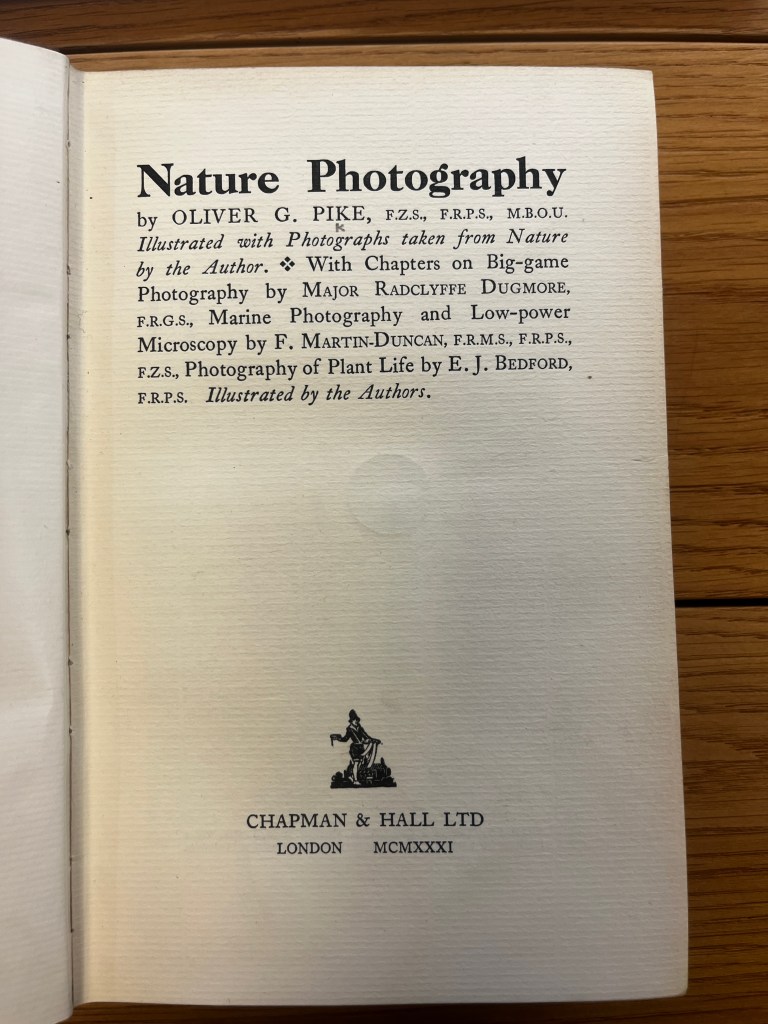 Nature Photography
by OLIVER G. PIKE, F.Z.S., F.R.P.S., M.B.O.U.
k
Illustrated with Photographs taken from Nature
by the Author. ❖ With Chapters on Big-game
Photography by MAJOR RADCLYFFE DUGMORE,
F.R.G.S., Marine Photography and Low-power
Microscopy by F. MARTIN-DUNCAN, F.R.M.S., F.R.P.S.,
F.Z.S., Photography of Plant Life by E. J. BEDFORD,
F.R.P.S. Illustrated by the Authors.
CHAPMAN & HALL LTD
LONDON MCMXXXI